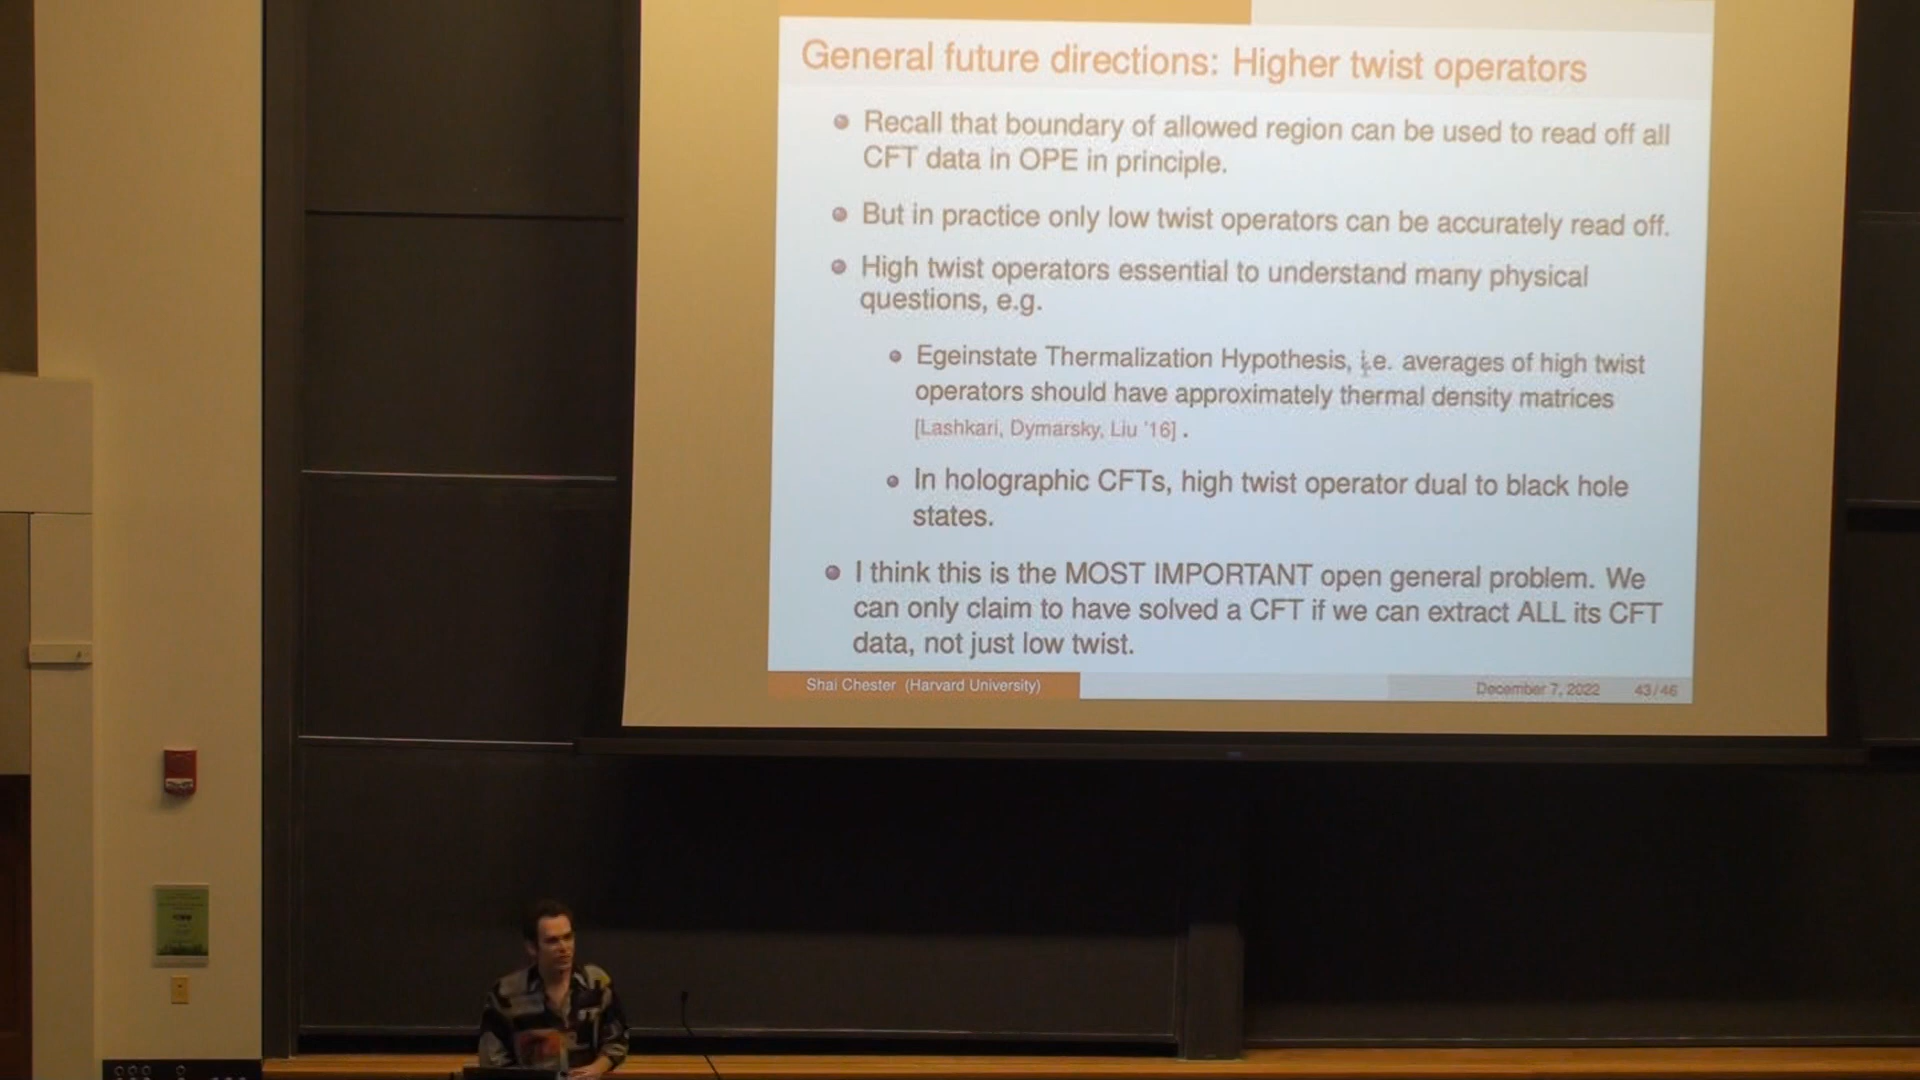 General future directions: Higher twist operators
Recall that boundary of allowed region can be used to read off all
CFT data in OPE in principle.
But in practice only low twist operators can be accurately read off.
High twist operators essential to understand many physical
questions, e.g.
Egeinstate Thermalization Hypothesis, i.e. averages of high twist
operators should have approximately thermal density matrices
[Lashkari, Dymarsky, Liu '16] .
In holographic CFTs, high twist operator dual to black hole
states.
I think this is the MOST IMPORTANT open general problem. We
can only claim to have solved a CFT if we can extract ALL its CFT
data, not just low twist.
Shai Chester (Harvard University)
December 7, 2022
43/46